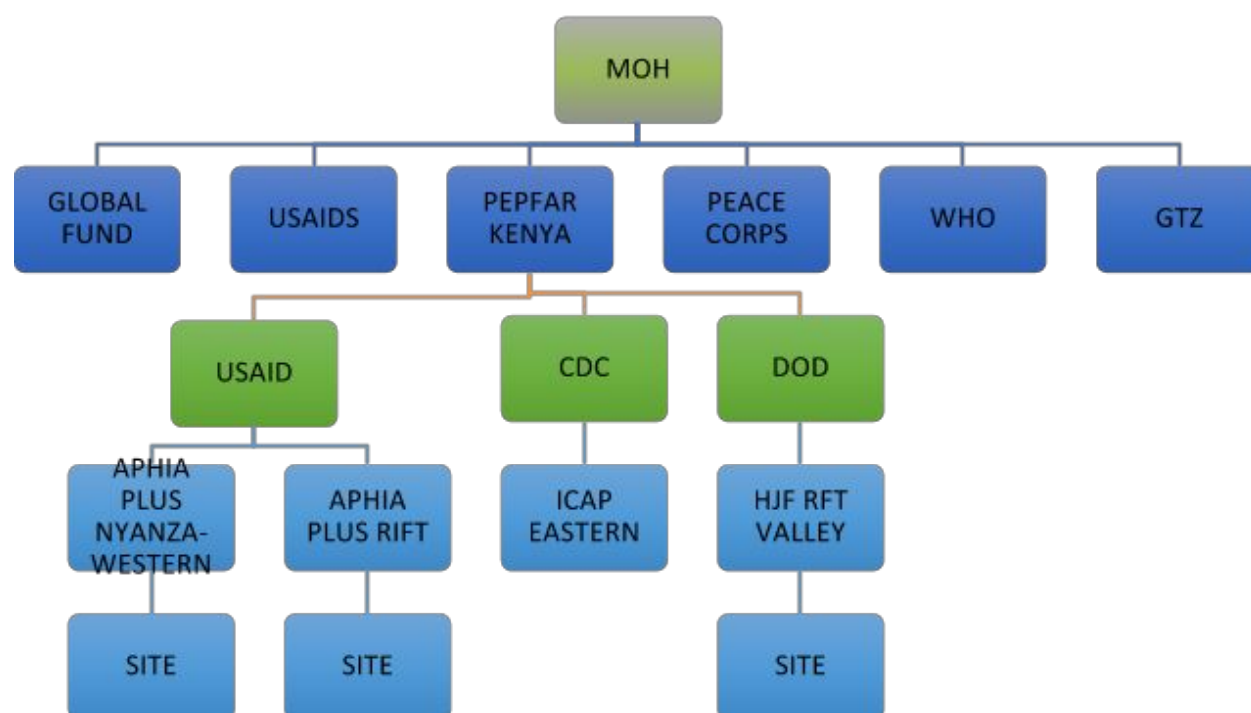 MOH
GLOBAL
FUND
USAIDS
PEPFAR
KENYA
PEACE
CORPS
WHO
GTZ
USAID
CDC
DOD
APHIA
PLUS
NYANZA-
WESTERN
APHIA
PLUS RIFT
ICAP
EASTERN
HJF RFT
VALLEY
SITE
SITE
SITE